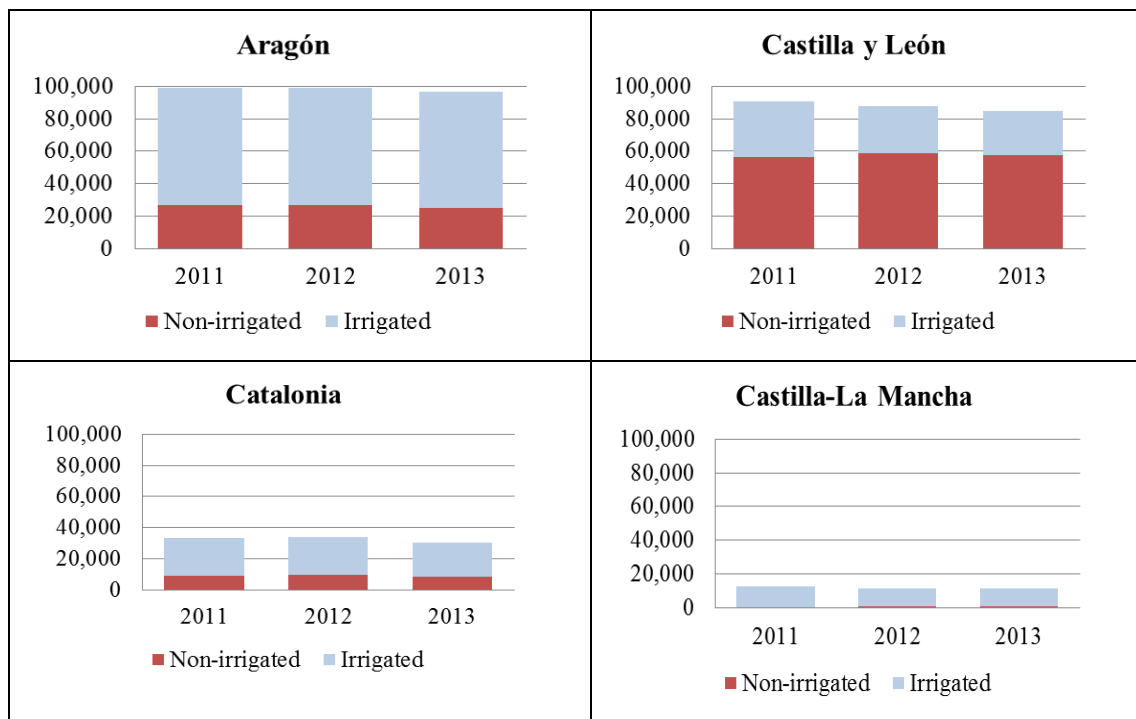 Aragón
100,000
80,000
60,000
40,000
20,000
0
2011 2012 2013
Non-irrigated Irrigated
Castilla y León
100,000
80,000
60,000
40,000
20,000
0
2011 2012 2013
Non-irrigated Irrigated
Catalonia
100,000
80,000
60,000
40,000
20,000
0
2011 2012 2013
Non-irrigated Irrigated
Castilla-La Mancha
100,000
80,000
60,000
40,000
20,000
0
2011 2012 2013
Non-irrigated Irrigated